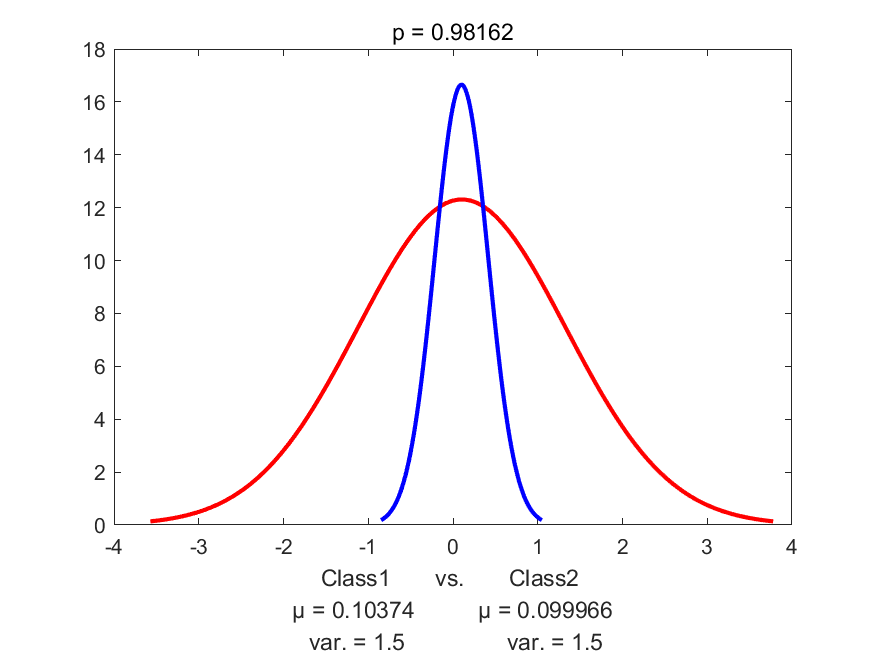 p = 0.98162
18
16
14
12
10
8
6
4
2
0
-4 -3 -2 -1 0 1 2 3 4
Class1 vs. Class2
μ = 0.10374 μ = 0.099966
var. = 1.5 var. = 1.5